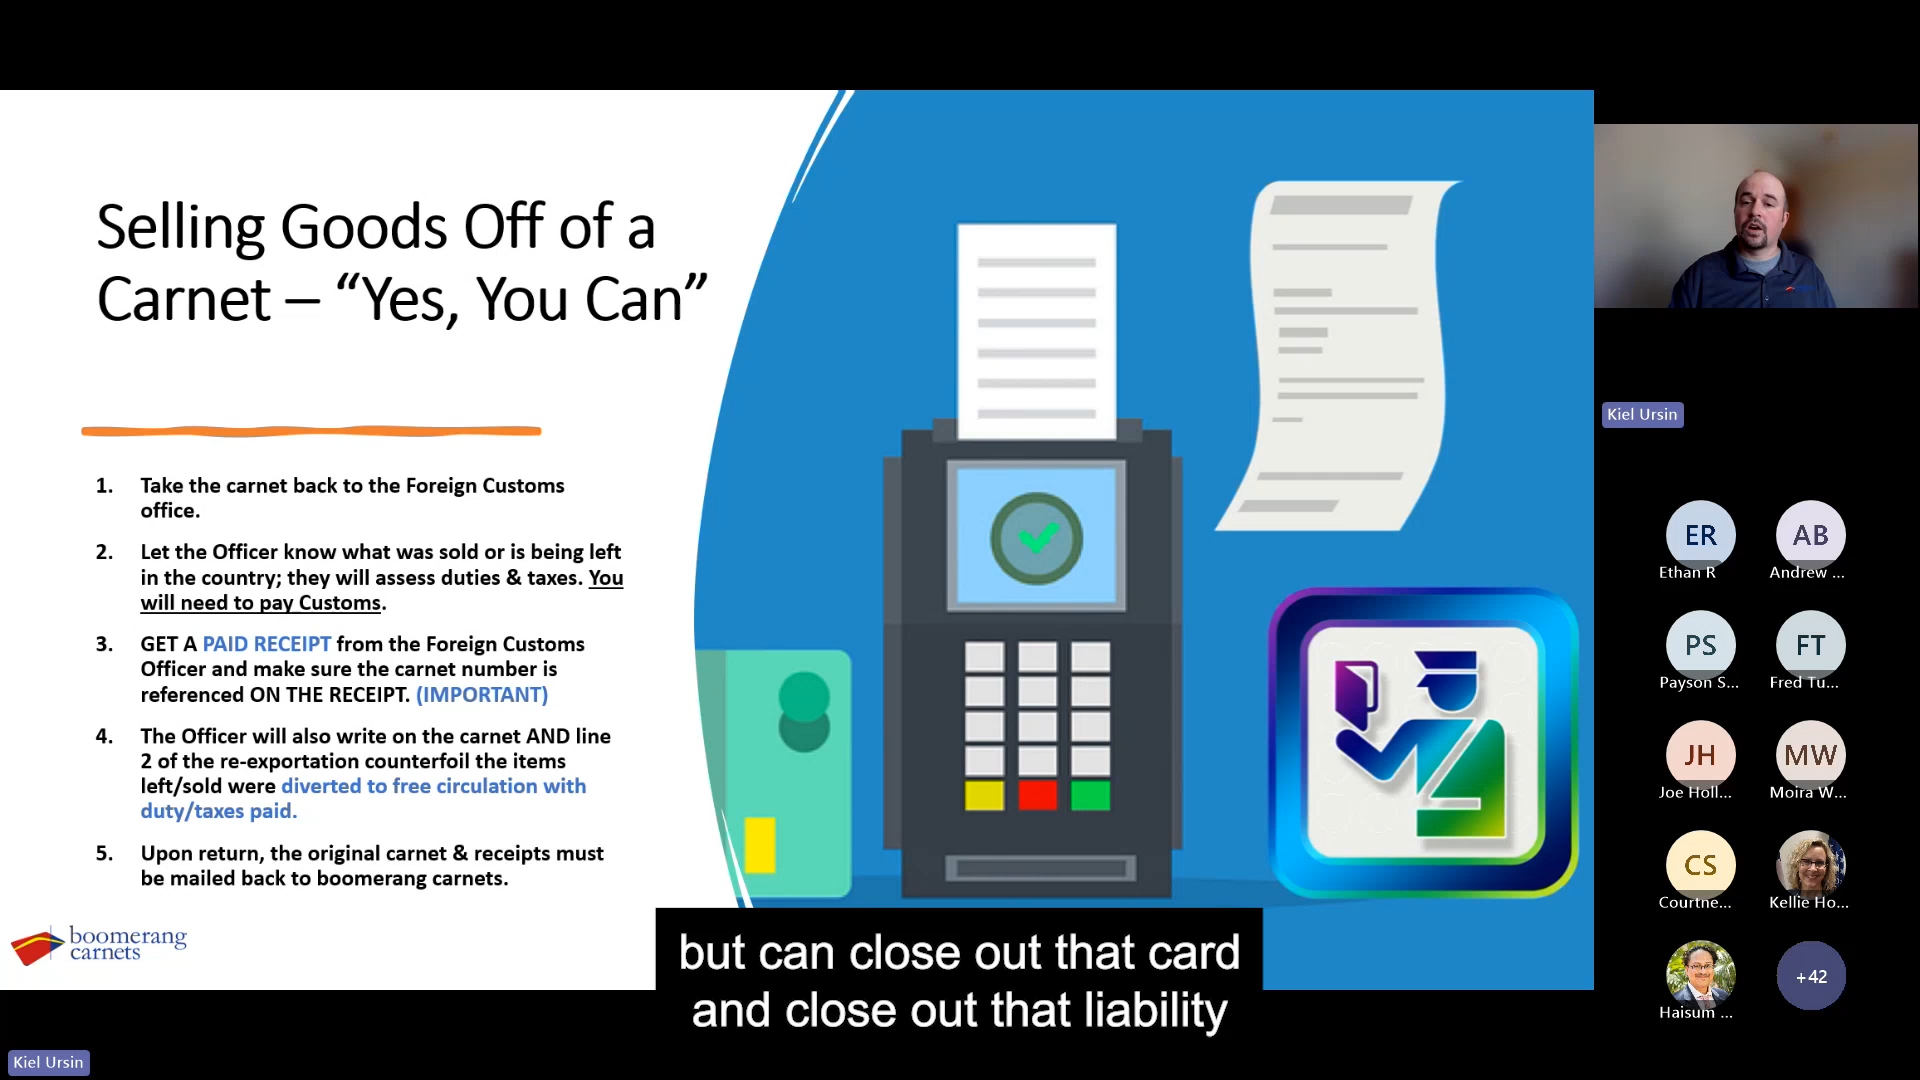 Selling Goods Off of a
Carnet – “Yes, You Can”
1. Take the carnet back to the Foreign Customs
office.
2. Let the Officer know what was sold or is being left
in the country; they will assess duties & taxes. You
will need to pay Customs.
3. GET A PAID RECEIPT from the Foreign Customs
Officer and make sure the carnet number is
referenced ON THE RECEIPT. (IMPORTANT)
4. The Officer will also write on the carnet AND line
2 of the re-exportation counterfoil the items
left/sold were diverted to free circulation with
duty/taxes paid.
5. Upon return, the original carnet & receipts must
be mailed back to boomerang carnets.
boomerang
carnets
but can close out that card
and close out that liability
Kiel Ursin
Kiel Ursin
ER
Ethan R
AB
Andrew ...
PS
Payson S...
FT
Fred Tu...
JH
Joe Holl...
MW
Moira W...
CS
Courtne...
Kellie Ho...
Haisum ...
+42